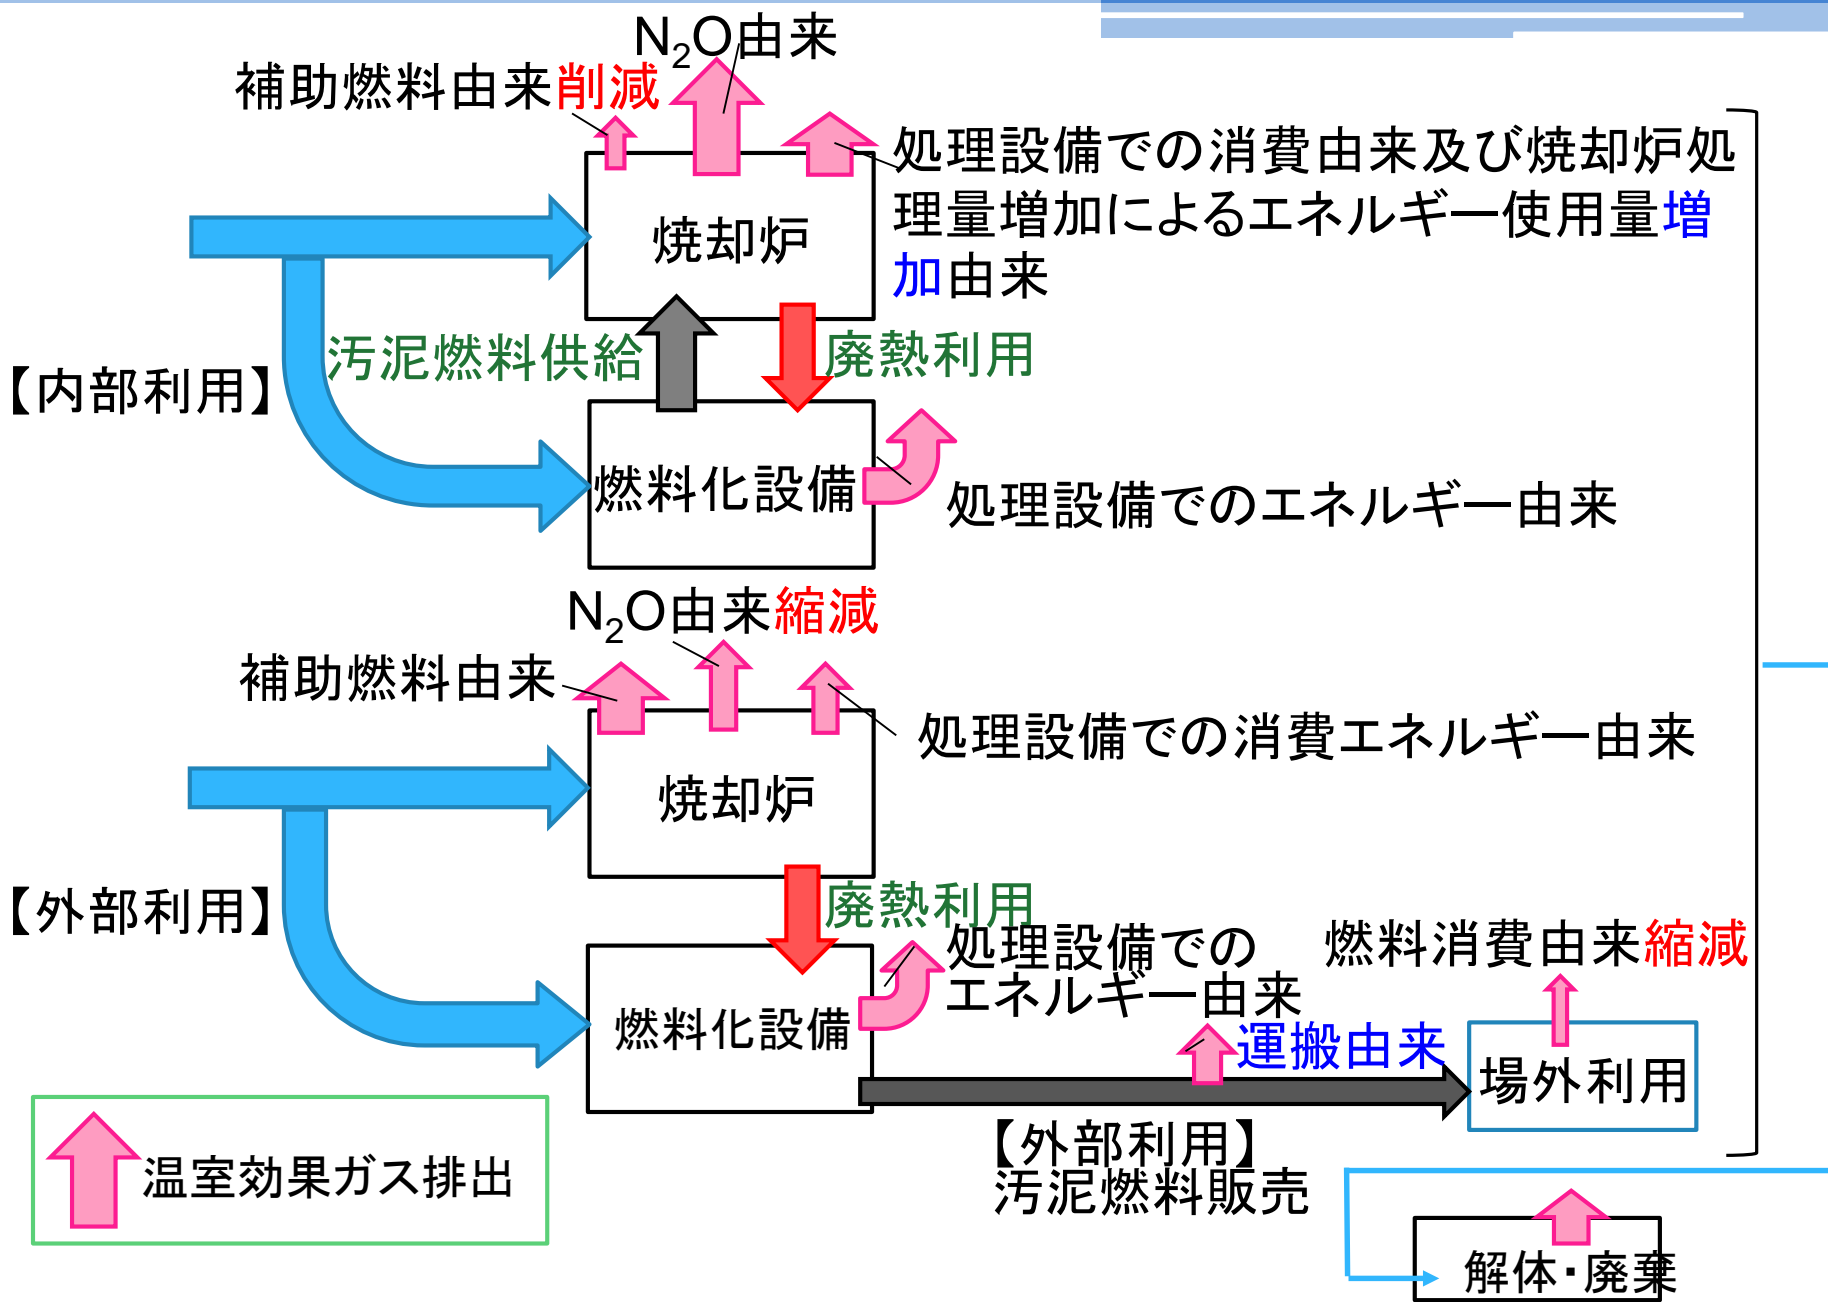 N₂O由来
補助燃料由来削減
処理設備での消費由来及び焼却炉処
理量増加によるエネルギー使用量増
加由来
焼却炉
汚泥燃料供給
廃熱利用
【内部利用】
燃料化設備
処理設備でのエネルギー由来
N₂O由来縮減
補助燃料由来
処理設備での消費エネルギー由来
焼却炉
【外部利用】
廃熱利用
処理設備での
エネルギー由来
燃料消費由来縮減
燃料化設備
運搬由来
場外利用
【外部利用】
汚泥燃料販売
温室効果ガス排出
解体・廃棄